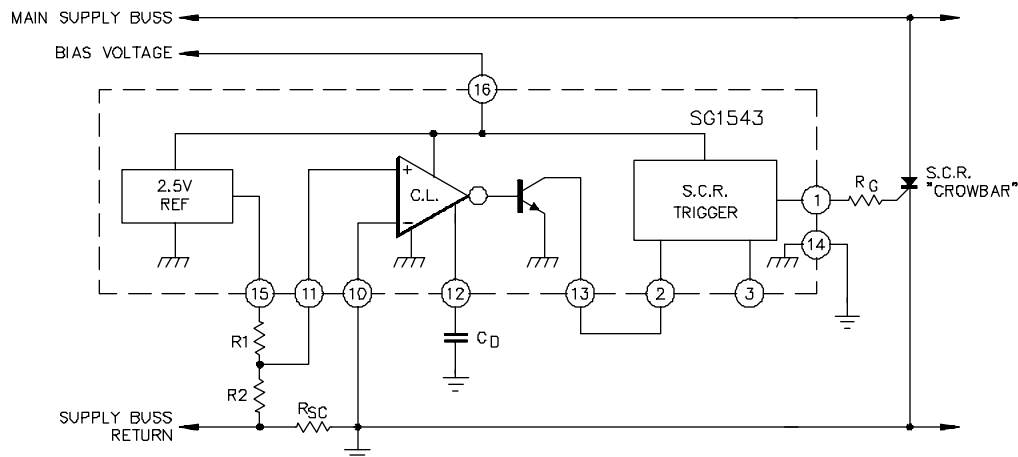 MAIN SUPPLY BUSS
BIAS VOLTAGE
16
SG1543
2.5V
REF
+
C.L.
−
S.C.R.
TRIGGER
1
RG
S.C.R.
"CROWBAR"
14
15
11
10
12
13
2
3
R1
CD
R2
RSC
SUPPLY BUSS
RETURN